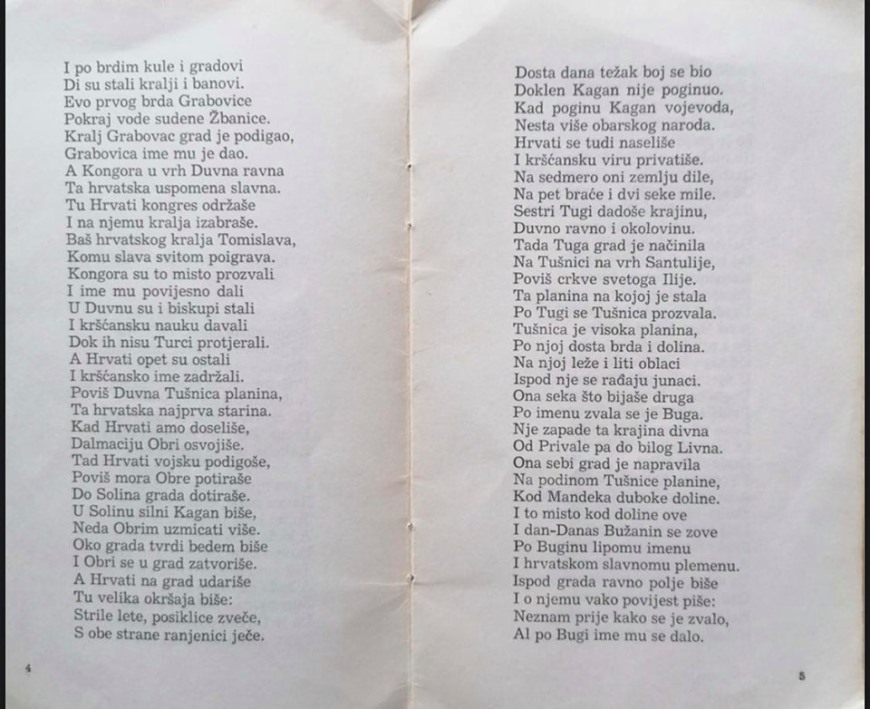 I po brdim kule i gradovi
Di su stali kralji i banovi.
Evo prvog brda Grabovice
Pokraj vode sudene Žbanice.
Kralj Grabovac grad je podigao,
Grabovica ime mu je dao.
A Kongora u vrh Duvna ravna
Ta hrvatska uspomena slavna.
Tu Hrvati kongres održaše
I na njemu kralja izabraše.
Baš hrvatskog kralja Tomislava,
Komu slava svitom poigrava.
Kongora su to misto prozvali
I ime mu povijesno dali
U Duvnu su i biskupi stali
I kršćansku nauku davali
Dok ih nisu Turci protjerali.
A Hrvati opet su ostali
I kršćansko ime zadržali.
Poviš Duvna Tušnica planina,
Ta hrvatska najprva starina.
Kad Hrvati amo doseliše,
Dalmaciju Obri osvojiše.
Tad Hrvati vojsku podigoše,
Poviš mora Obre potiraše
Do Solina grada dotiraše.
U Solinu silni Kagan biše,
Neda Obrim uzmicati više.
Oko grada tvrdi bedem biše
I Obri se u grad zatvoriše.
A Hrvati na grad udariše
Tu velika okršaja biše:
Strile lete, posiklice zveče,
S obe strane ranjenici ječe.
4
Dosta dana težak boj se bio
Doklen Kagan nije poginuo.
Kad poginu Kagan vojevoda,
Nesta više obarskog naroda.
Hrvati se tudi naseliše
I kršćansku viru privatiše.
Na sedmero oni zemlju dile,
Na pet braće i dvi seke mile.
Sestri Tugi dadoše krajinu,
Duvno ravno i okolovinu.
Tada Tuga grad je načinila
Na Tušnici na vrh Santulije,
Poviš crkve svetoga Ilije.
Ta planina na kojoj je stala
Po Tugi se Tušnica prozvala.
Tušnica je visoka planina,
Po njoj dosta brda i dolina.
Na njoj leže i liti oblaci
Ispod nje se rađaju junaci.
Ona seka što bijaše druga
Po imenu zvala se je Buga.
Nje zapade ta krajina divna
Od Privale pa do bilog Livna.
Ona sebi grad je napravila
Na podinom Tušnice planine,
Kod Mandeka duboke doline.
I to misto kod doline ove
I dan-Danas Bužanin se zove
Po Buginu lipomu imenu
I hrvatskom slavnomu plemenu.
Ispod grada ravno polje biše
I o njemu vako povijest piše:
Neznam prije kako se je zvalo,
Al po Bugi ime mu se dalo.
5